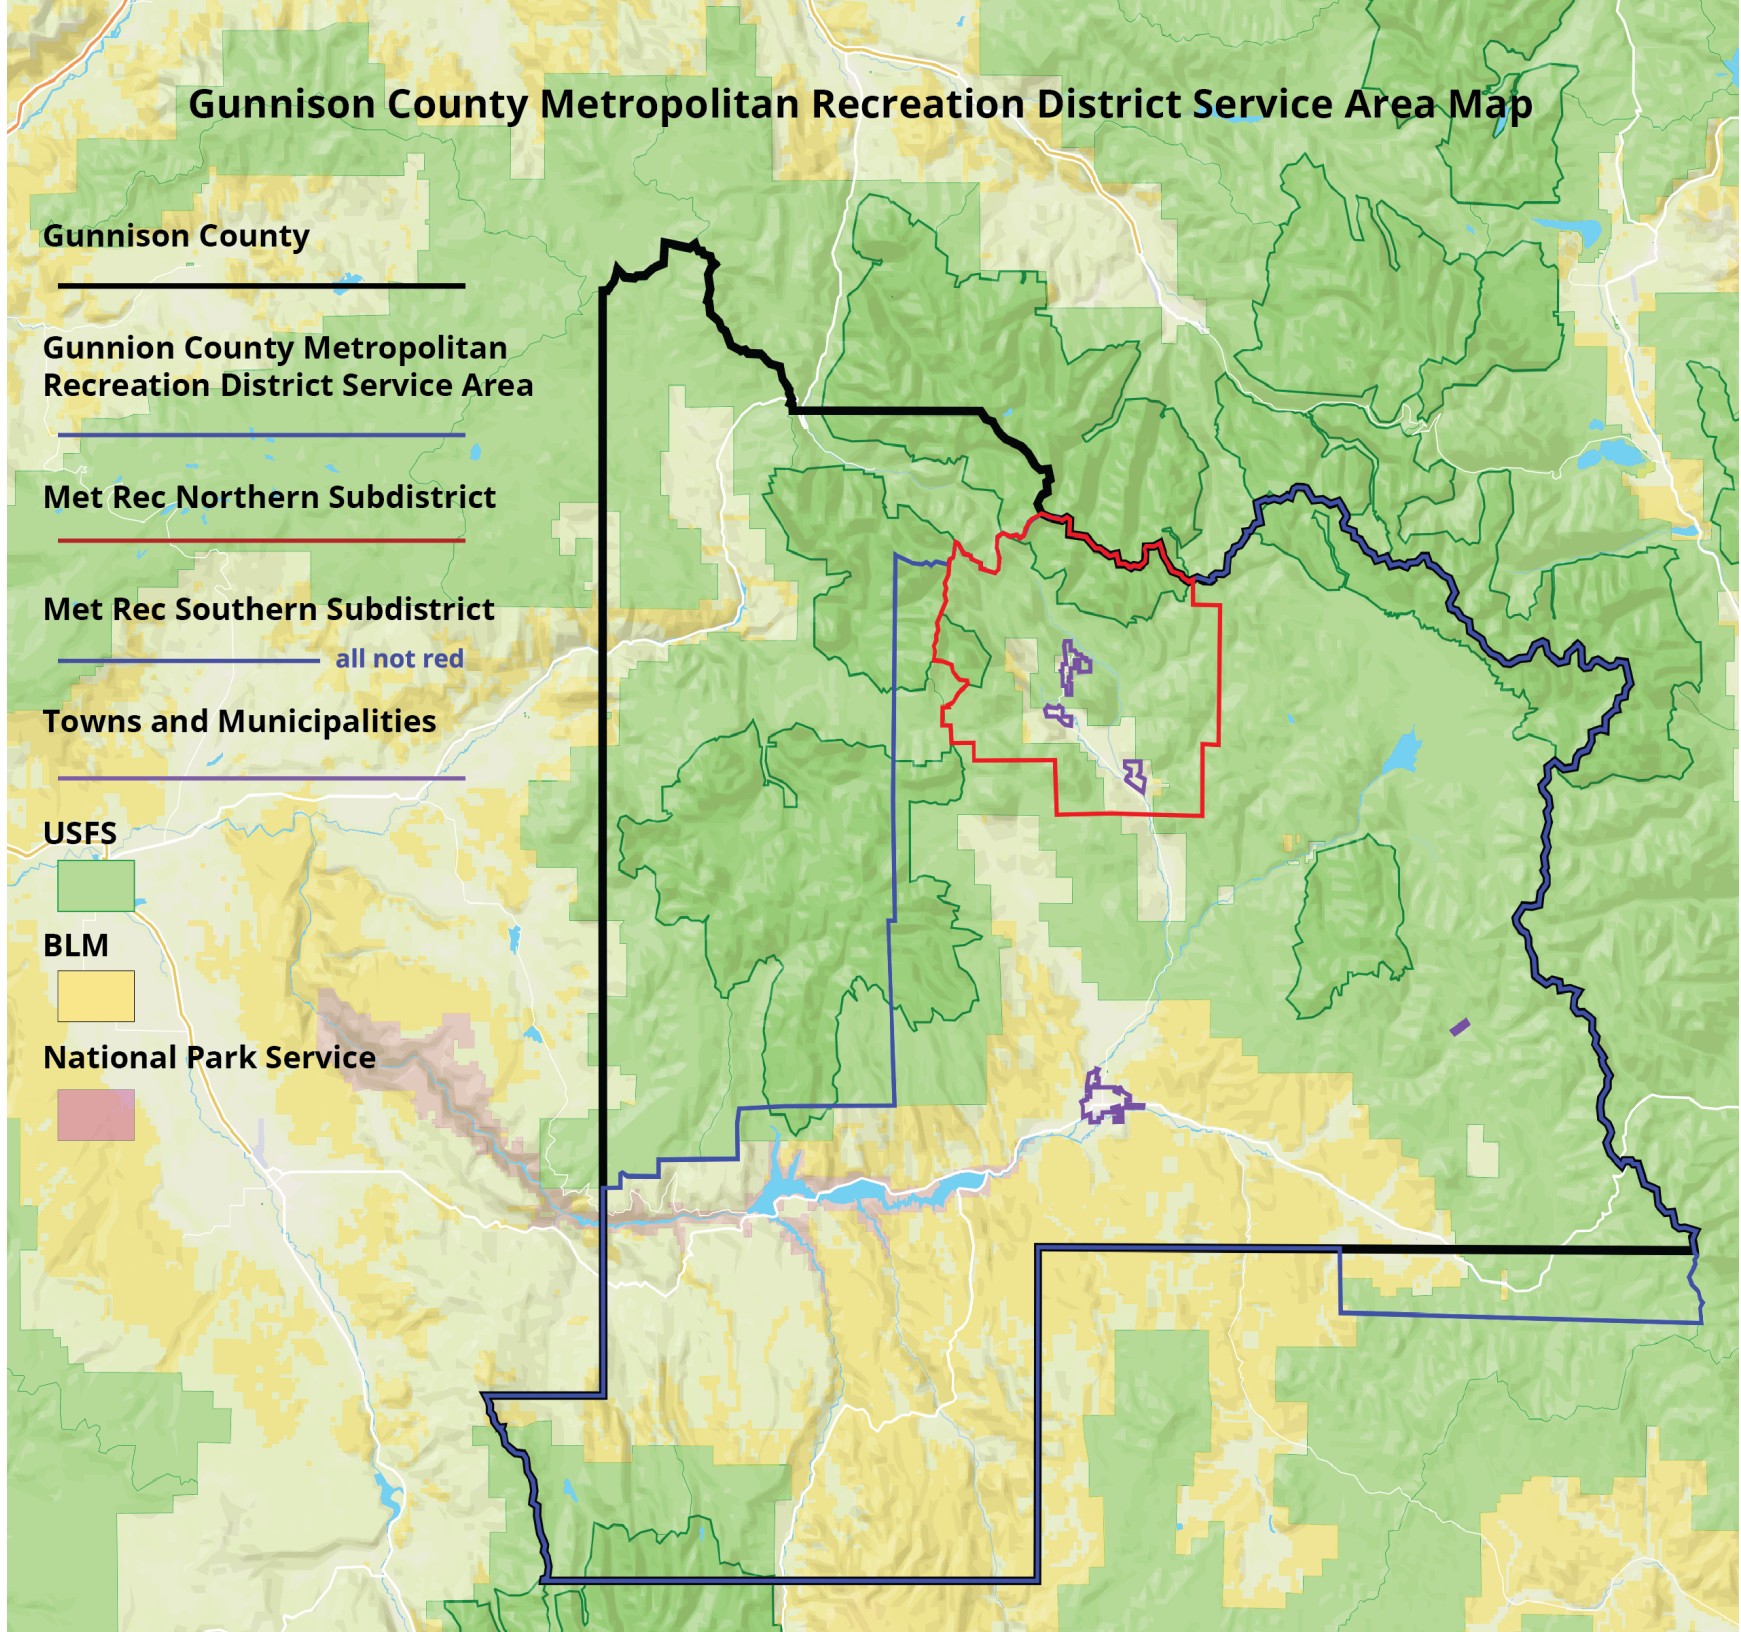 Gunnison County Metropolitan Recreation District Service Area Map
Gunnison County
Gunnion County Metropolitan
Recreation District Service Area
Met Rec Northern Subdistrict
Met Rec Southern Subdistrict
all not red
Towns and Municipalities
USFS
BLM
National Park Service